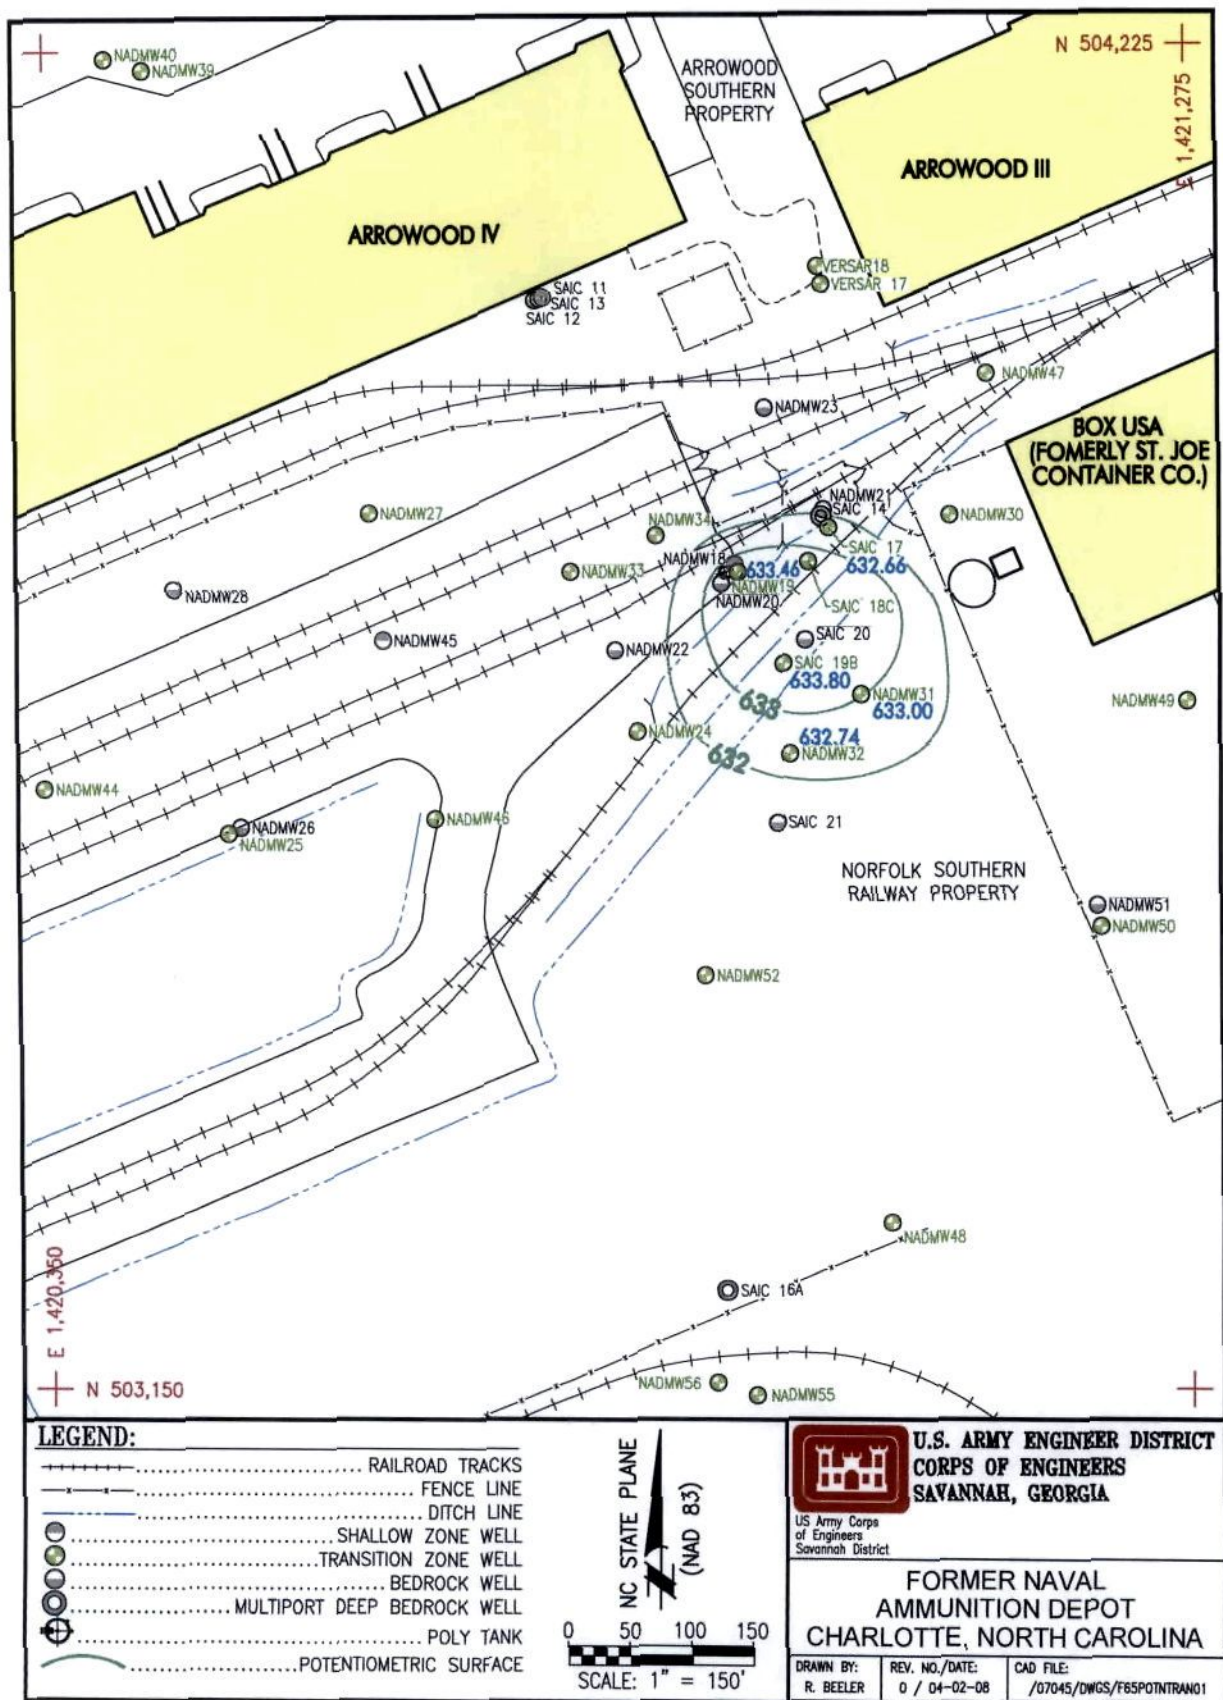 NADMW40
NADMW39
ARROWOOD
SOUTHERN
PROPERTY
N 504,225
E 1,421,275
ARROWOOD III
ARROWOOD IV
VERSAR18
VERSAR 17
SAIC 11
SAIC 13
SAIC 12
NADMW47
NADMW23
BOX USA
(FOMERLY ST. JOE
CONTAINER CO.)
NADMW27
NADMW34
NADMW21
SAIC 14
NADMW30
SAIC 17
632.66
NADMW18
633.46
NADMW19
NADMW20
NADMW33
SAIC 18C
NADMW28
NADMW45
NADMW22
SAIC 20
SAIC 19B
633.80
NADMW31
633.00
NADMW49
633
632.74
NADMW24
632
NADMW32
NADMW44
NADMW26
NADMW25
NADMW46
SAIC 21
NORFOLK SOUTHERN
RAILWAY PROPERTY
NADMW51
NADMW50
NADMW52
NADMW48
SAIC 16A
E 1,420,350
N 503,150
NADMW56
NADMW55
LEGEND:
RAILROAD TRACKS
FENCE LINE
DITCH LINE
SHALLOW ZONE WELL
TRANSITION ZONE WELL
BEDROCK WELL
MULTIPORT DEEP BEDROCK WELL
POLY TANK
POTENTIOMETRIC SURFACE
NC STATE PLANE
(NAD 83)
0 50 100 150
SCALE: 1" = 150'
U.S. ARMY ENGINEER DISTRICT
CORPS OF ENGINEERS
SAVANNAH, GEORGIA
US Army Corps
of Engineers
Savannah District
FORMER NAVAL
AMMUNITION DEPOT
CHARLOTTE, NORTH CAROLINA
DRAWN BY:
R. BEELER
REV. NO./DATE:
0 / 04-02-08
CAD FILE:
/07045/DWGS/F65POTNTRAN01